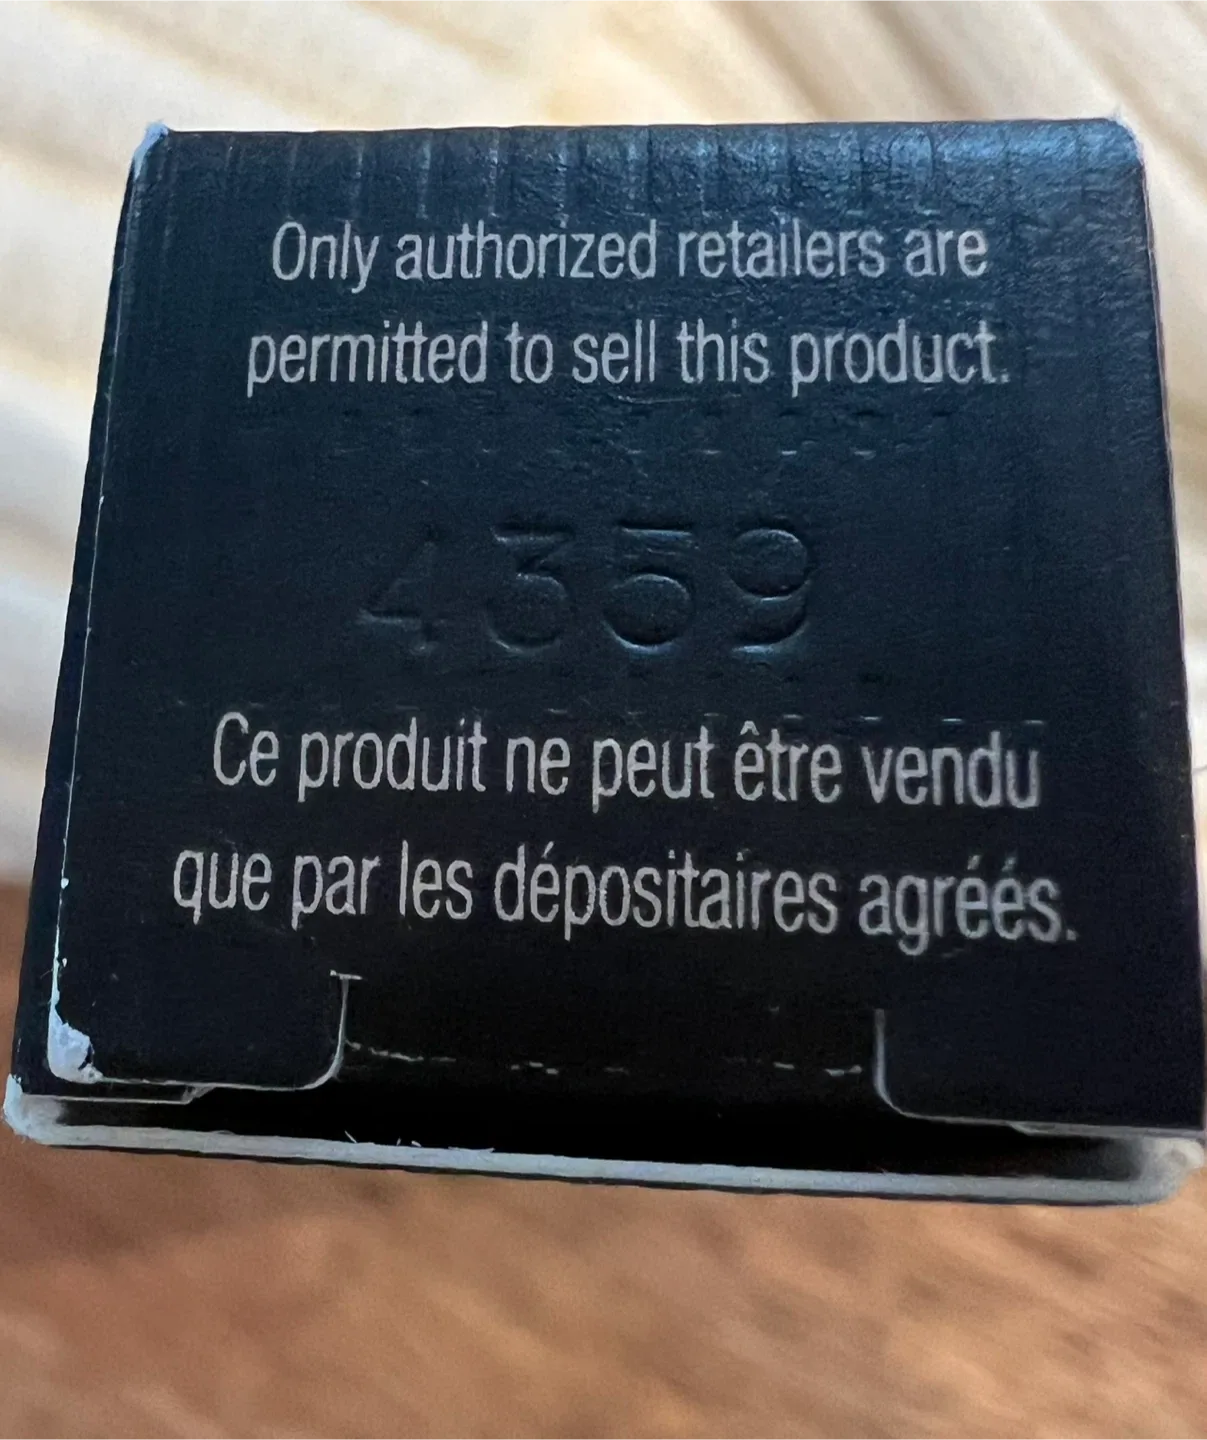 Only authorized retailers are
permitted to sell this product.
4359
Ce produit ne peut être vendu
que par les dépositaires agréés.